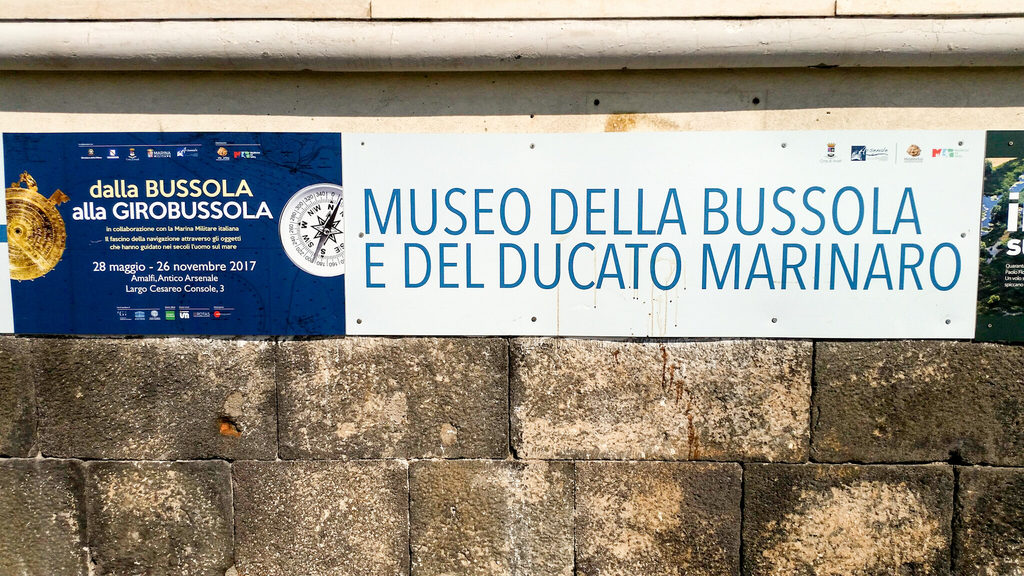 dalla BUSSOLA
alla GIROBUSSOLA
in collaborazione con la Marina Militare italiana
Il fascino della navigazione attraverso gli oggetti
che hanno guidato nei secoli l'uomo sul mare
28 maggio - 26 novembre 2017
Amalfi, Antico Arsenale
Largo Cesareo Console, 3
MUSEO DELLA BUSSOLA
E DEL DUCATO MARINARO